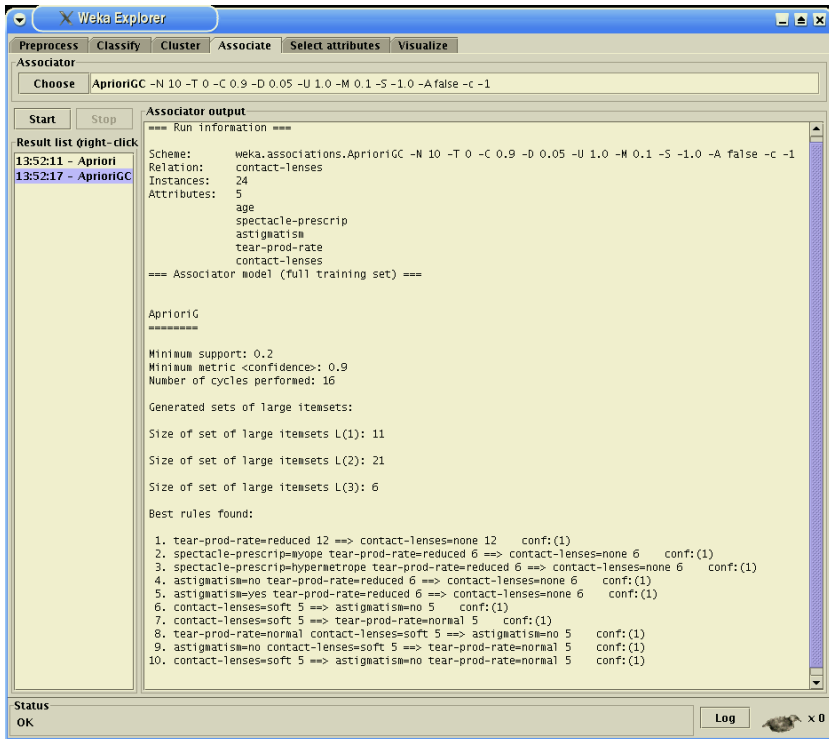 Weka Explorer
Preprocess Classify Cluster Associate Select attributes Visualize
Associator
Choose AprioriGC -N 10 -T 0 -C 0.9 -D 0.05 -U 1.0 -M 0.1 -S -1.0 -A false -c -1
Start Stop
Result list (right-click
13:52:11 - Apriori
13:52:17 - AprioriGC
Associator output
=== Run information ===
Scheme: weka.associations.AprioriGC -N 10 -T 0 -C 0.9 -D 0.05 -U 1.0 -M 0.1 -S -1.0 -A false -c -1
Relation: contact-lenses
Instances: 24
Attributes: 5
age
spectacle-prescrip
astigmatism
tear-prod-rate
contact-lenses
=== Associator model (full training set) ===
AprioriG
========
Minimum support: 0.2
Minimum metric <confidence>: 0.9
Number of cycles performed: 16
Generated sets of large itemsets:
Size of set of large itemsets L(1): 11
Size of set of large itemsets L(2): 21
Size of set of large itemsets L(3): 6
Best rules found:
1. tear-prod-rate=reduced 12 ==> contact-lenses=none 12 conf:(1)
2. spectacle-prescrip=myope tear-prod-rate=reduced 6 ==> contact-lenses=none 6 conf:(1)
3. spectacle-prescrip=hypermetrope tear-prod-rate=reduced 6 ==> contact-lenses=none 6 conf:(1)
4. astigmatism=no tear-prod-rate=reduced 6 ==> contact-lenses=none 6 conf:(1)
5. astigmatism=yes tear-prod-rate=reduced 6 ==> contact-lenses=none 6 conf:(1)
6. contact-lenses=soft 5 ==> astigmatism=no 5 conf:(1)
7. contact-lenses=soft 5 ==> tear-prod-rate=normal 5 conf:(1)
8. tear-prod-rate=normal contact-lenses=soft 5 ==> astigmatism=no 5 conf:(1)
9. astigmatism=no contact-lenses=soft 5 ==> tear-prod-rate=normal 5 conf:(1)
10. contact-lenses=soft 5 ==> astigmatism=no tear-prod-rate=normal 5 conf:(1)
Status
OK
Log
x 0